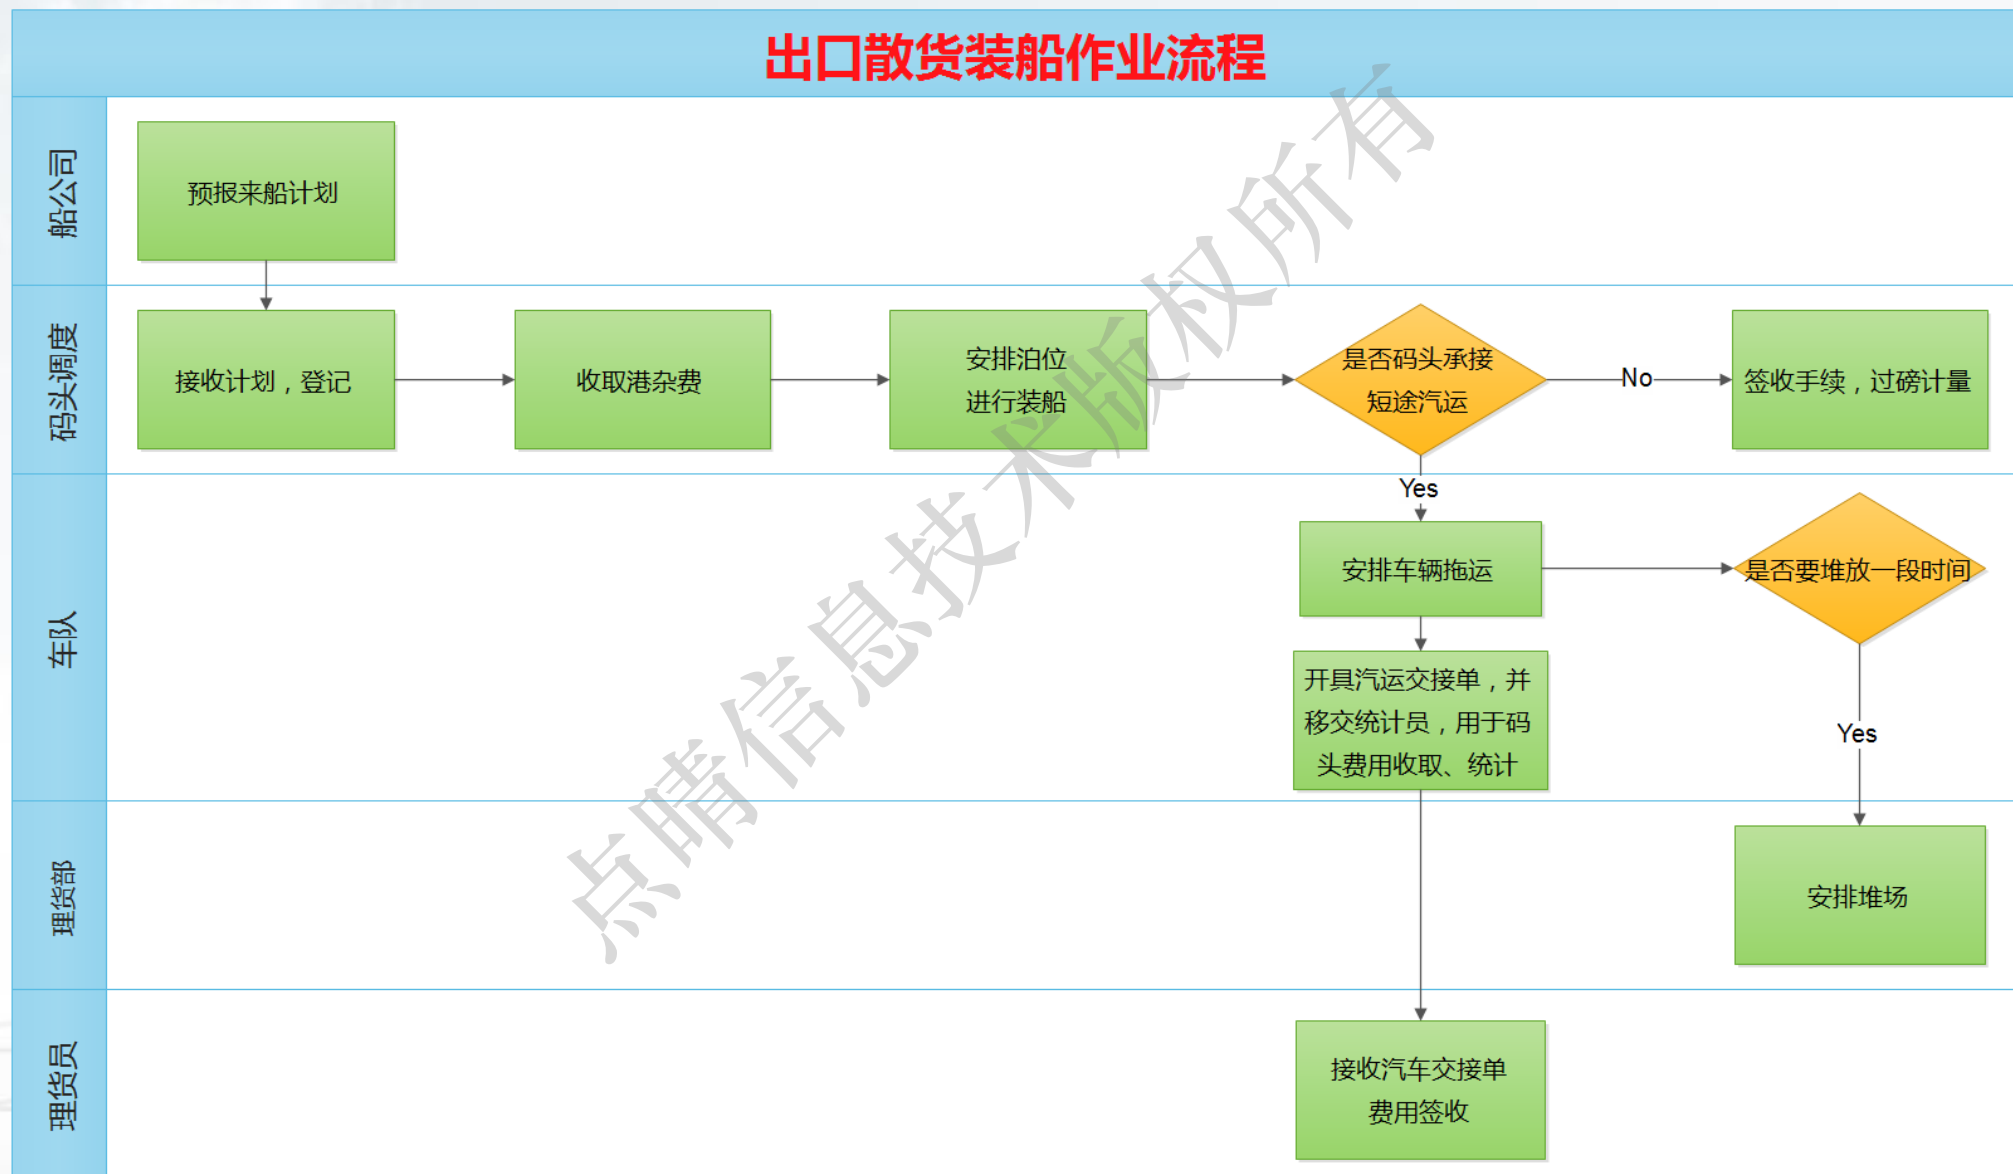 出口散货装船作业流程
船公司
预报来船计划
码头调度
接收计划，登记
收取港杂费
安排泊位
进行装船
是否码头承接
短途汽运
No
签收手续，过磅计量
Yes
车队
安排车辆拖运
是否要堆放一段时间
开具汽运交接单，并
移交统计员，用于码
头费用收取、统计
Yes
理货部
安排堆场
理货员
接收汽车交接单
费用签收
点睛信息技术版权所有